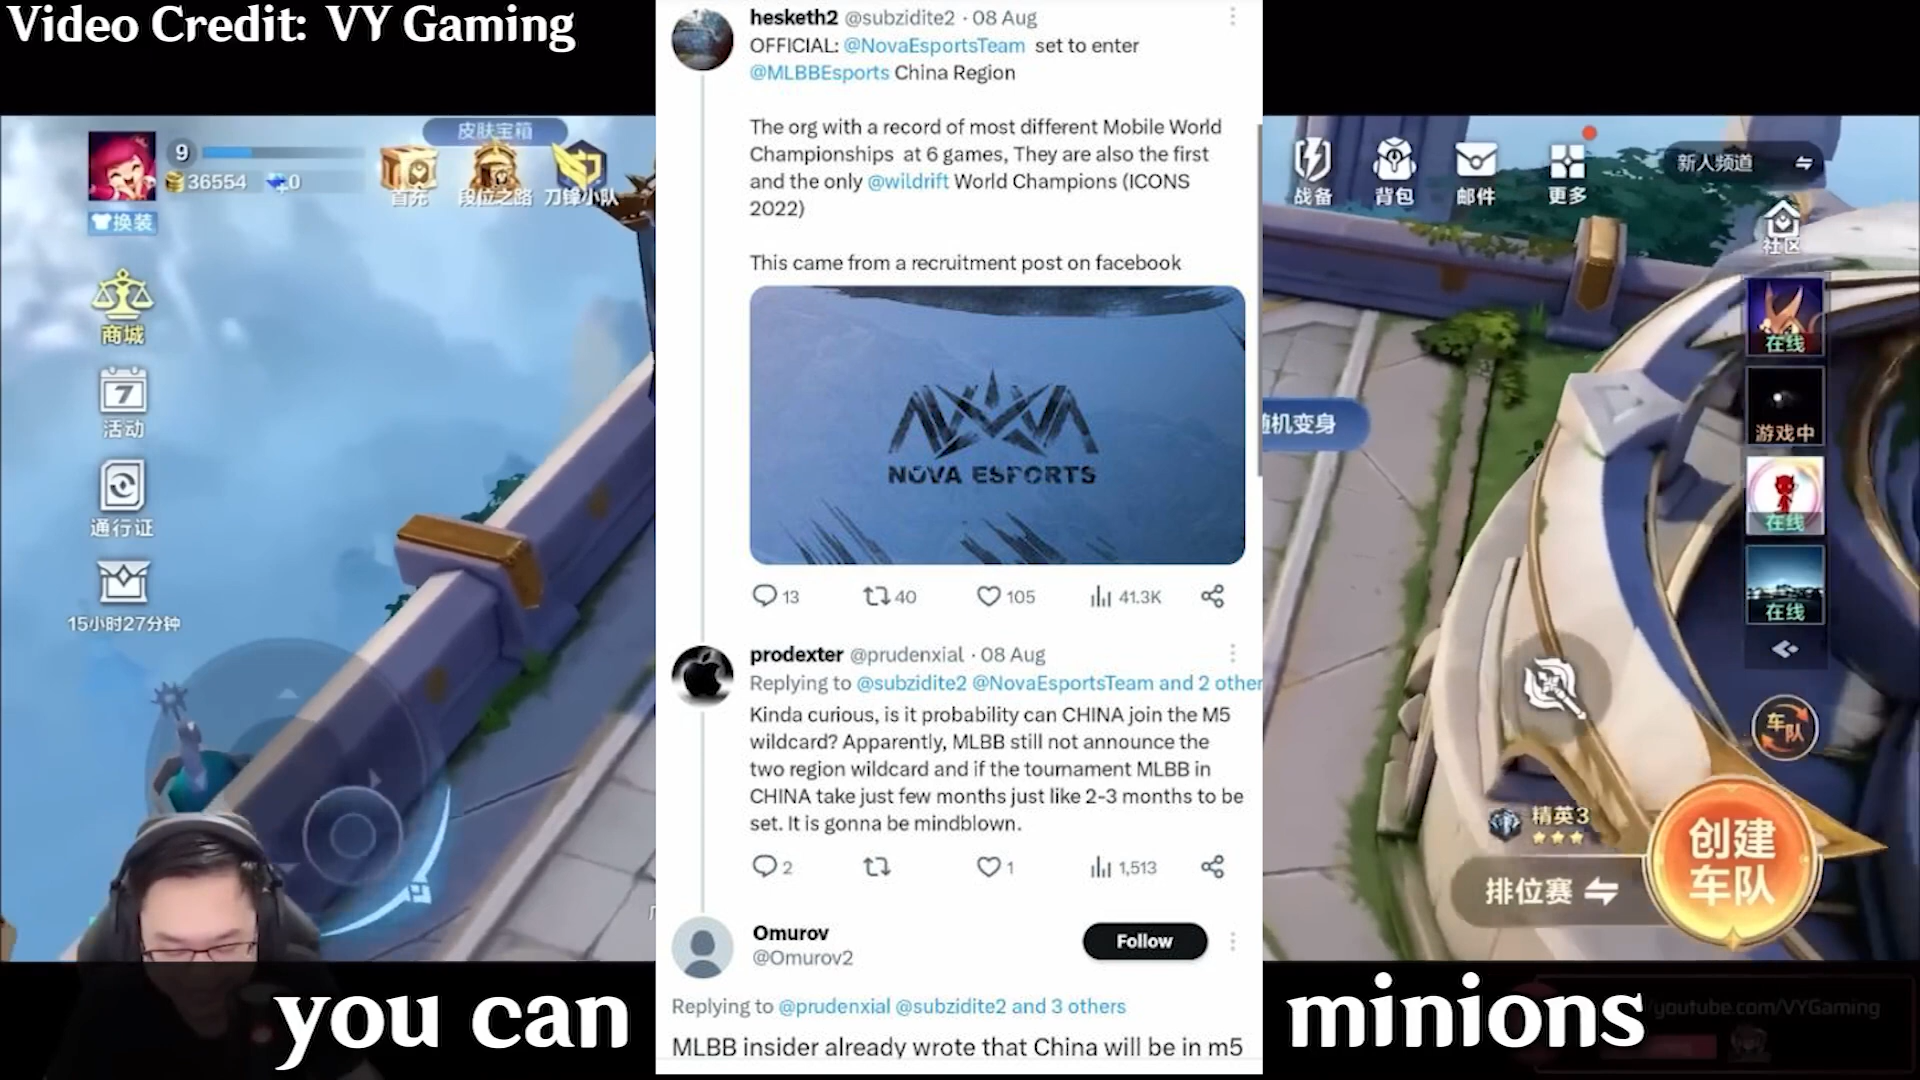 Video Credit: VY Gaming
9
36554
0
换装
皮肤宝箱
首充
段位之路
刀锋小队
商城
7
活动
通行证
15小时27分钟
hesketh2 @subzidite2 · 08 Aug
OFFICIAL: @NovaEsportsTeam set to enter
@MLBBEsports China Region
The org with a record of most different Mobile World
Championships at 6 games, They are also the first
and the only @wildrift World Champions (ICONS
2022)
This came from a recruitment post on facebook
NOVA
NOVA ESPORTS
13
40
105
41.3K
prodexter @prudenxial · 08 Aug
Replying to @subzidite2 @NovaEsportsTeam and 2 other
Kinda curious, is it probability can CHINA join the M5
wildcard? Apparently, MLBB still not announce the
two region wildcard and if the tournament MLBB in
CHINA take just few months just like 2-3 months to be
set. It is gonna be mindblown.
2
1
1,513
Omurov
@Omurov2
Follow
Replying to @prudenxial @subzidite2 and 3 others
MLBB insider already wrote that China will be in m5
战备
背包
邮件
更多
新人频道
社区
在线
随机变身
游戏中
在线
在线
车队
精英3
排位赛
创建
车队
you can
minions
youtube.com/VYGaming